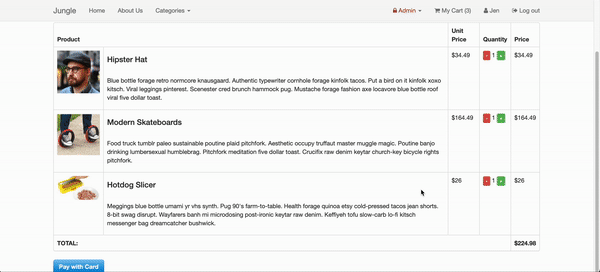 Jungle Home About Us Categories Admin My Cart (3) Jen Log out
Product Unit Price Quantity Price
Hipster Hat $34.49 - 1 + $34.49
Blue bottle forage retro normcore knausgaard. Authentic typewriter cornhole forage kinfolk tacos. Put a bird on it kinfolk xoxo
kitsch. Viral leggings pinterest. Scenester cred brunch hammock pug. Mustache forage fashion axe locavore blue bottle roof
viral five dollar toast.
Modern Skateboards $164.49 - 1 + $164.49
Food truck tumblr paleo sustainable poutine plaid pitchfork. Aesthetic occupy truffaut master muggle magic. Poutine banjo
drinking lumbersexual humblebrag. Pitchfork meditation five dollar toast. Crucifix raw denim keytar church-key bicycle rights
pitchfork.
Hotdog Slicer $26 - 1 + $26
Meggings blue bottle umami yr vhs synth. Pug 90's farm-to-table. Health forage quinoa etsy cold-pressed tacos jean shorts.
8-bit swag disrupt. Wayfarers banh mi microdosing post-ironic keytar raw denim. Keffiyeh tofu slow-carb lo-fi kitsch
messenger bag dreamcatcher bushwick.
TOTAL: $224.98
Pay with Card